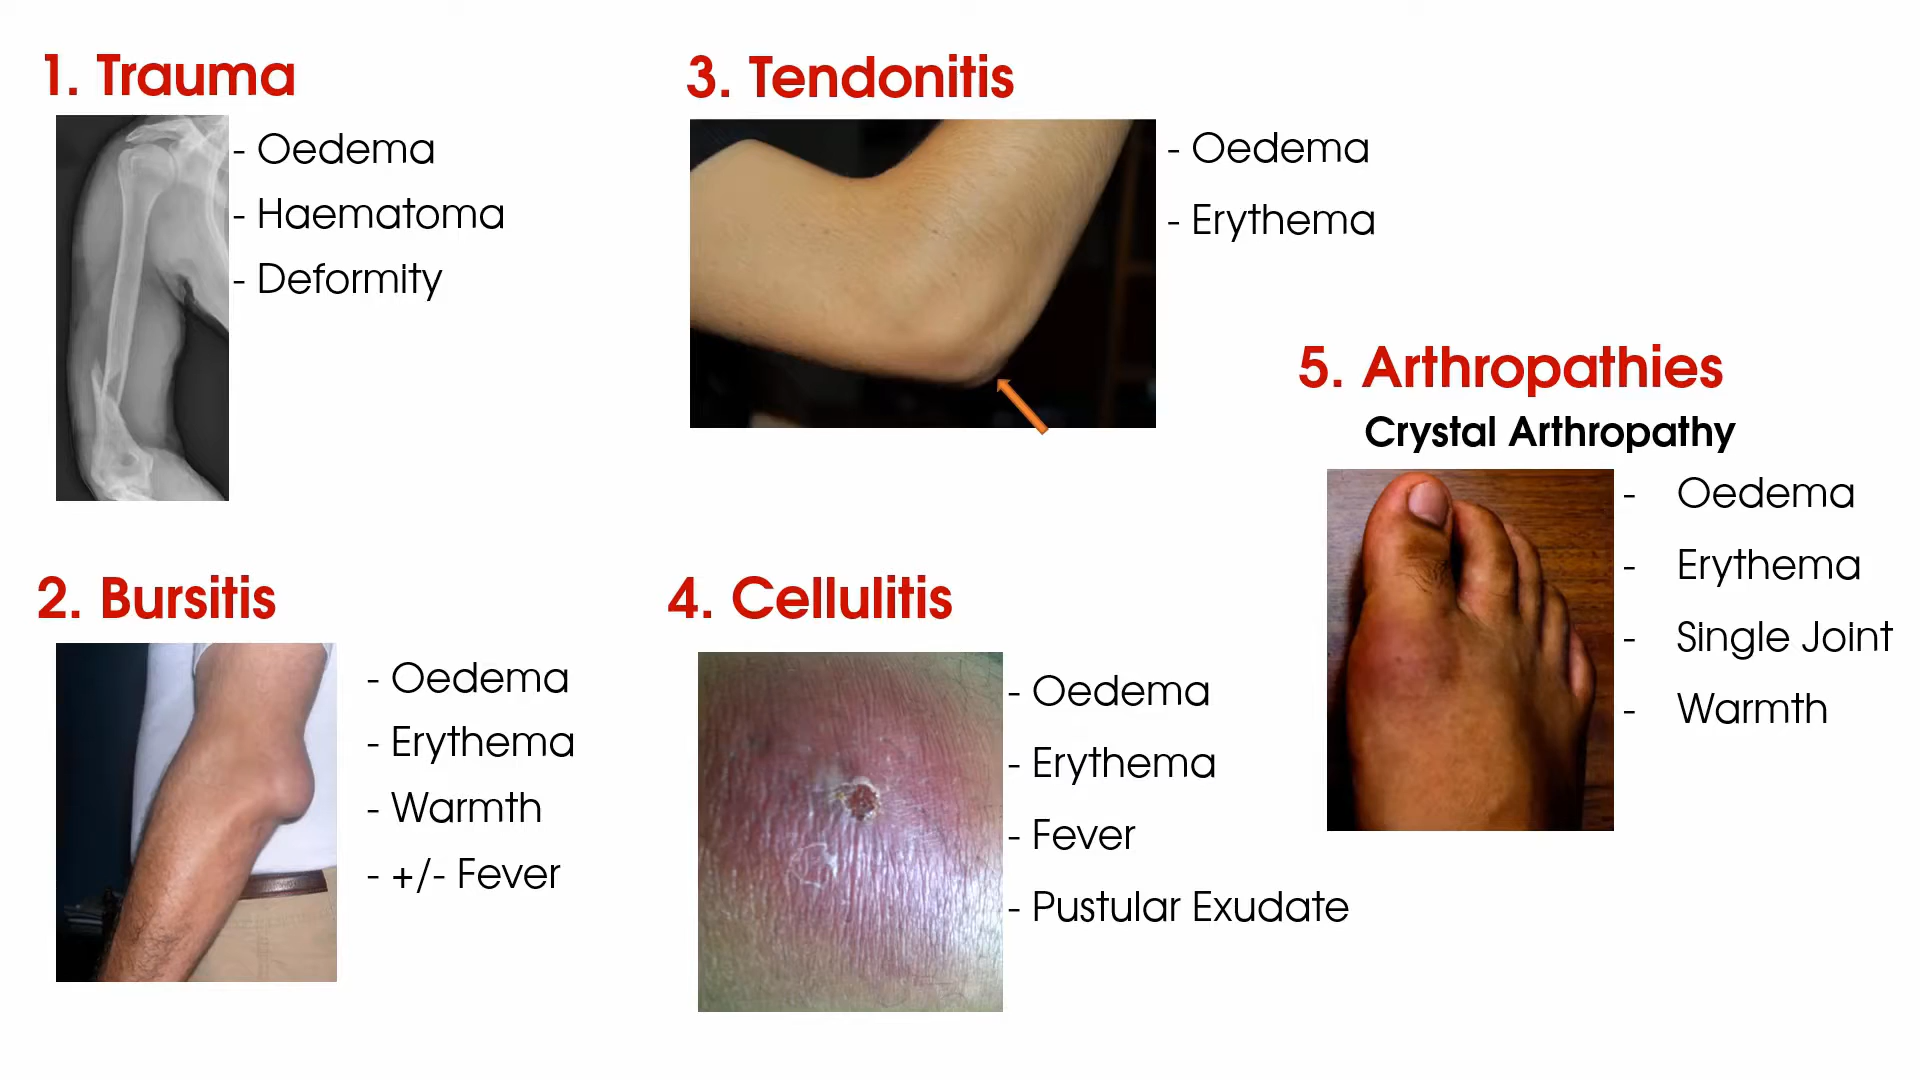 1. Trauma
- Oedema
- Haematoma
- Deformity
2. Bursitis
- Oedema
- Erythema
- Warmth
- +/- Fever
3. Tendonitis
- Oedema
- Erythema
4. Cellulitis
- Oedema
- Erythema
- Fever
- Pustular Exudate
5. Arthropathies
Crystal Arthropathy
- Oedema
- Erythema
- Single Joint
- Warmth